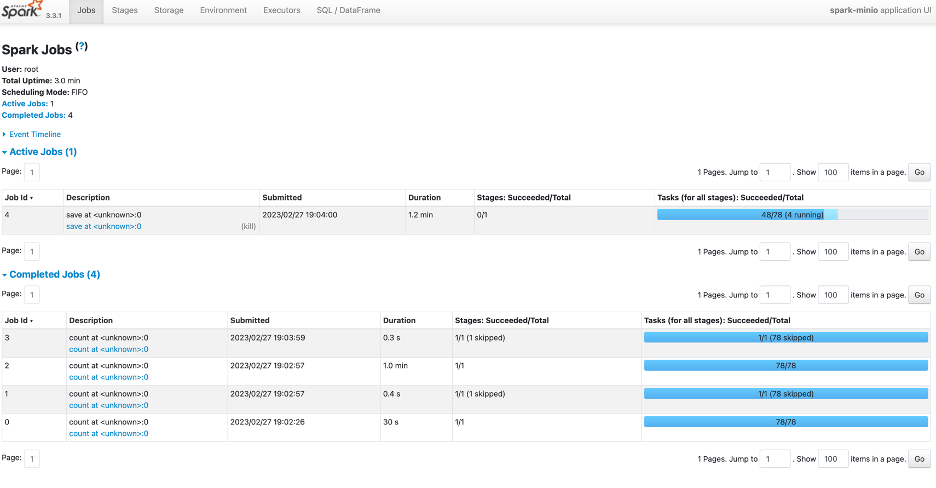 APACHE Spark 3.3.1 Jobs Stages Storage Environment Executors SQL / DataFrame spark-minio application UI
Spark Jobs (?)
User: root
Total Uptime: 3.0 min
Scheduling Mode: FIFO
Active Jobs: 1
Completed Jobs: 4
Event Timeline
Active Jobs (1)
Page: 1 1 Pages. Jump to 1 . Show 100 items in a page. Go
Job Id Description Submitted Duration Stages: Succeeded/Total Tasks (for all stages): Succeeded/Total
4 save at <unknown>:0 2023/02/27 19:04:00 1.2 min 0/1 48/78 (4 running)
save at <unknown>:0 (kill)
Page: 1 1 Pages. Jump to 1 . Show 100 items in a page. Go
Completed Jobs (4)
Page: 1 1 Pages. Jump to 1 . Show 100 items in a page. Go
Job Id Description Submitted Duration Stages: Succeeded/Total Tasks (for all stages): Succeeded/Total
3 count at <unknown>:0 2023/02/27 19:03:59 0.3 s 1/1 (1 skipped) 1/1 (78 skipped)
count at <unknown>:0
2 count at <unknown>:0 2023/02/27 19:02:57 1.0 min 1/1 78/78
count at <unknown>:0
1 count at <unknown>:0 2023/02/27 19:02:57 0.4 s 1/1 (1 skipped) 1/1 (78 skipped)
count at <unknown>:0
0 count at <unknown>:0 2023/02/27 19:02:26 30 s 1/1 78/78
count at <unknown>:0
Page: 1 1 Pages. Jump to 1 . Show 100 items in a page. Go